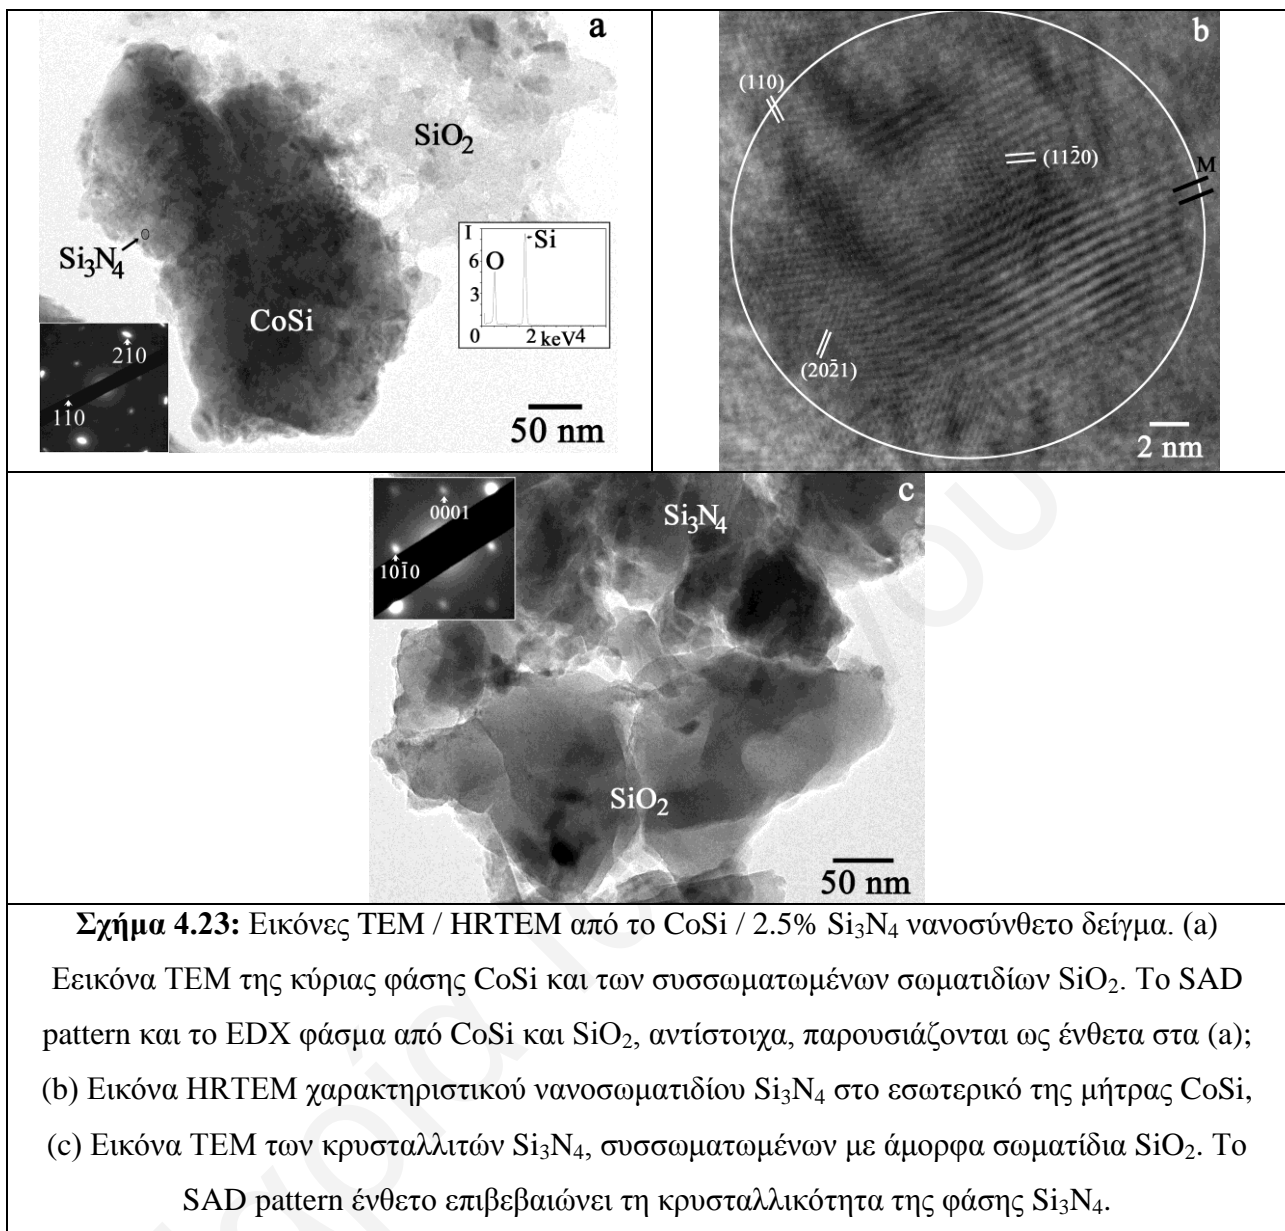 a
SiO₂
Si₃N₄
CoSi
I
6
3
0
2
keV4
O
Si
210
110
50 nm
b
(110)
(112̄0)
M
(202̄1)
2 nm
c
0001
101̄0
Si₃N₄
SiO₂
50 nm
Σχήμα 4.23: Εικόνες TEM / HRTEM από το CoSi / 2.5% Si₃N₄ νανοσύνθετο δείγμα. (a)
Εεικόνα TEM της κύριας φάσης CoSi και των συσσωματωμένων σωματιδίων SiO₂. Το SAD
pattern και το EDX φάσμα από CoSi και SiO₂, αντίστοιχα, παρουσιάζονται ως ένθετα στα (a);
(b) Εικόνα HRTEM χαρακτηριστικού νανοσωματιδίου Si₃N₄ στο εσωτερικό της μήτρας CoSi,
(c) Εικόνα TEM των κρυσταλλιτών Si₃N₄, συσσωματωμένων με άμορφα σωματίδια SiO₂. Το
SAD pattern ένθετο επιβεβαιώνει τη κρυσταλλικότητα της φάσης Si₃N₄.